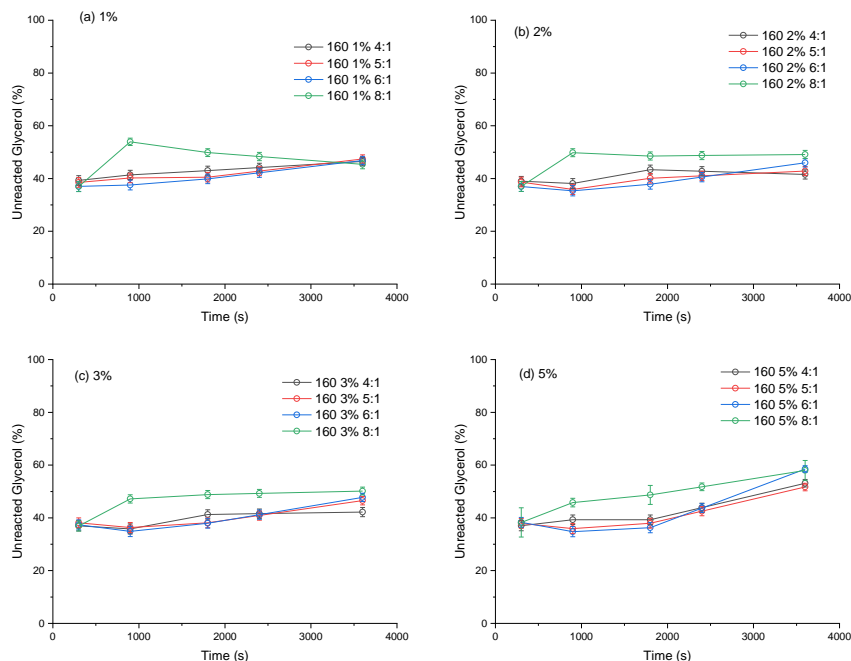 (a) 1%
160 1% 4:1
160 1% 5:1
160 1% 6:1
160 1% 8:1
Unreacted Glycerol (%)
100
80
60
40
20
0
1000
2000
3000
4000
0
Time (s)
(b) 2%
160 2% 4:1
160 2% 5:1
160 2% 6:1
160 2% 8:1
Unreacted Glycerol (%)
100
80
60
40
20
0
0
1000
2000
3000
4000
Time (s)
(c) 3%
160 3% 4:1
160 3% 5:1
160 3% 6:1
160 3% 8:1
Unreacted Glycerol (%)
100
80
60
40
20
0
0
1000
2000
3000
4000
Time (s)
(d) 5%
160 5% 4:1
160 5% 5:1
160 5% 6:1
160 5% 8:1
Unreacted Glycerol (%)
100
80
60
40
20
0
0
1000
2000
3000
4000
Time (s)